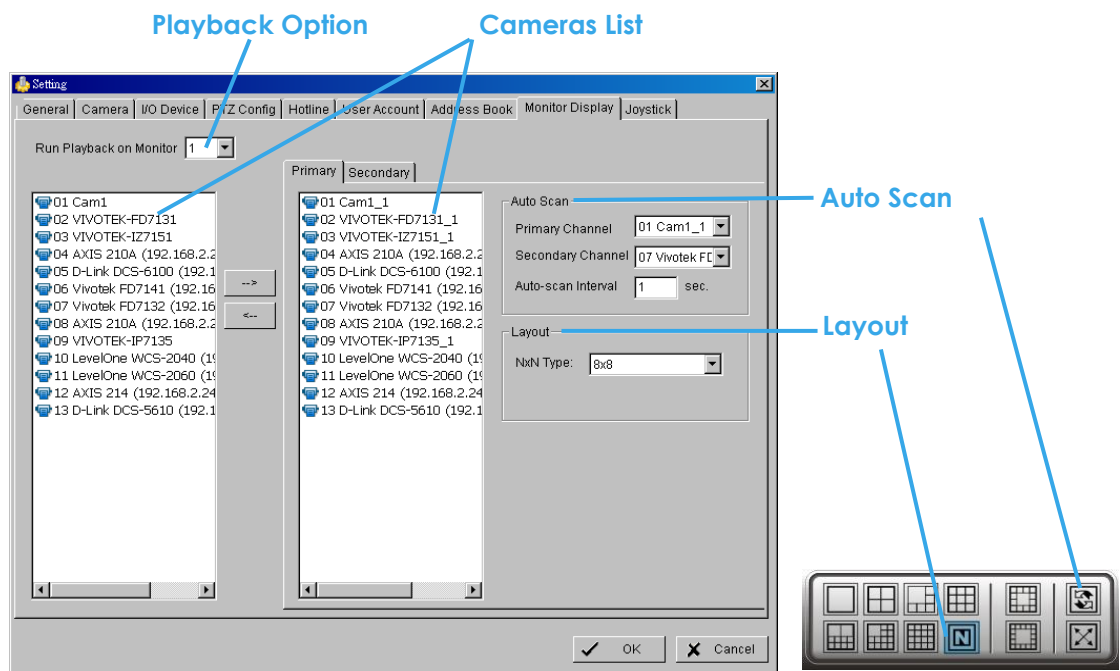 Playback Option
Cameras List
Setting
General
Camera
I/O Device
PTZ Config
Hotline
User Account
Address Book
Monitor Display
Joystick
Run Playback on Monitor 1
Primary
Secondary
01 Cam1
02 VIVOTEK-FD7131
03 VIVOTEK-IZ7151
04 AXIS 210A (192.168.2.2
05 D-Link DCS-6100 (192.1
06 Vivotek FD7141 (192.16
07 Vivotek FD7132 (192.16
08 AXIS 210A (192.168.2.2
09 VIVOTEK-IP7135
10 LevelOne WCS-2040 (19
11 LevelOne WCS-2060 (19
12 AXIS 214 (192.168.2.24
13 D-Link DCS-5610 (192.1
-->
<--
01 Cam1_1
02 VIVOTEK-FD7131_1
03 VIVOTEK-IZ7151_1
04 AXIS 210A (192.168.2.2
05 D-Link DCS-6100 (192.1
06 Vivotek FD7141 (192.16
07 Vivotek FD7132 (192.16
08 AXIS 210A (192.168.2.2
09 VIVOTEK-IP7135_1
10 LevelOne WCS-2040 (19
11 LevelOne WCS-2060 (19
12 AXIS 214 (192.168.2.24
13 D-Link DCS-5610 (192.1
Auto Scan
Primary Channel 01 Cam1_1
Secondary Channel 07 Vivotek FD
Auto-scan Interval 1 sec.
Layout
NxN Type: 8x8
Auto Scan
Layout
OK
Cancel
N